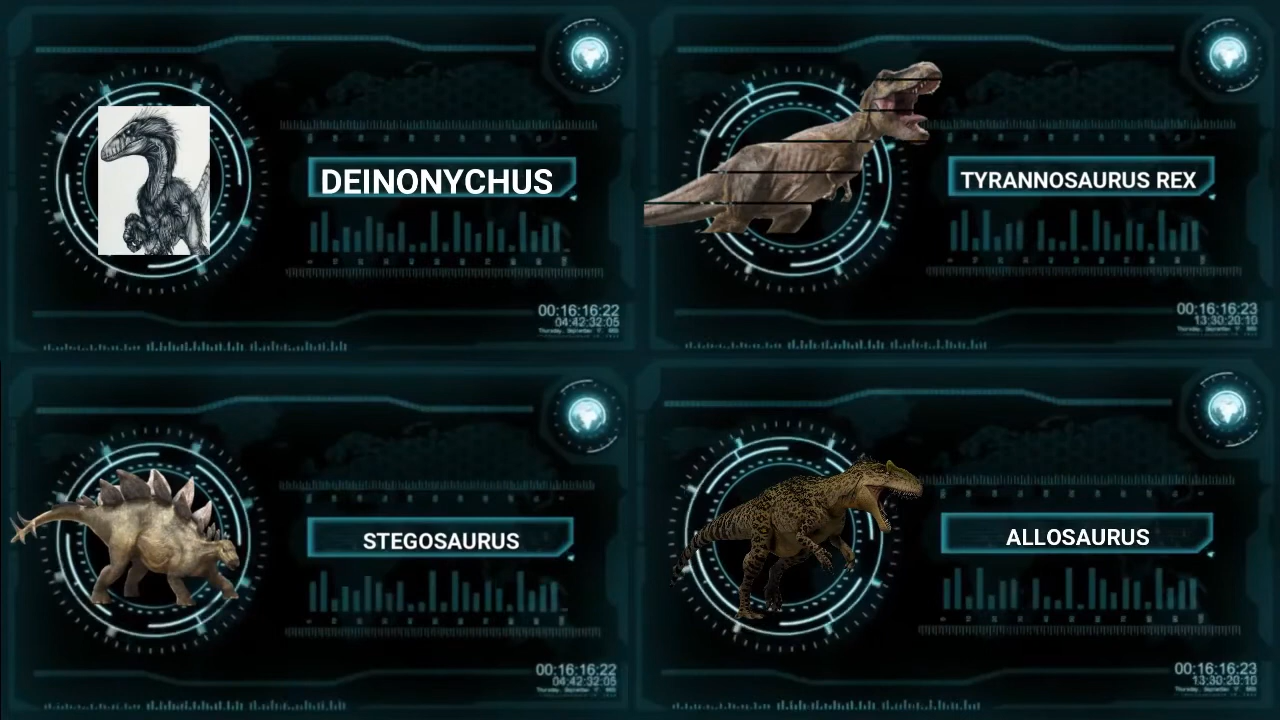 DEINONYCHUS
00:16:16:22
04:42:32:05
TYRANNOSAURUS REX
00:16:16:23
13:30:20:10
STEGOSAURUS
00:16:16:22
04:42:32:05
ALLOSAURUS
00:16:16:23
13:30:20:10